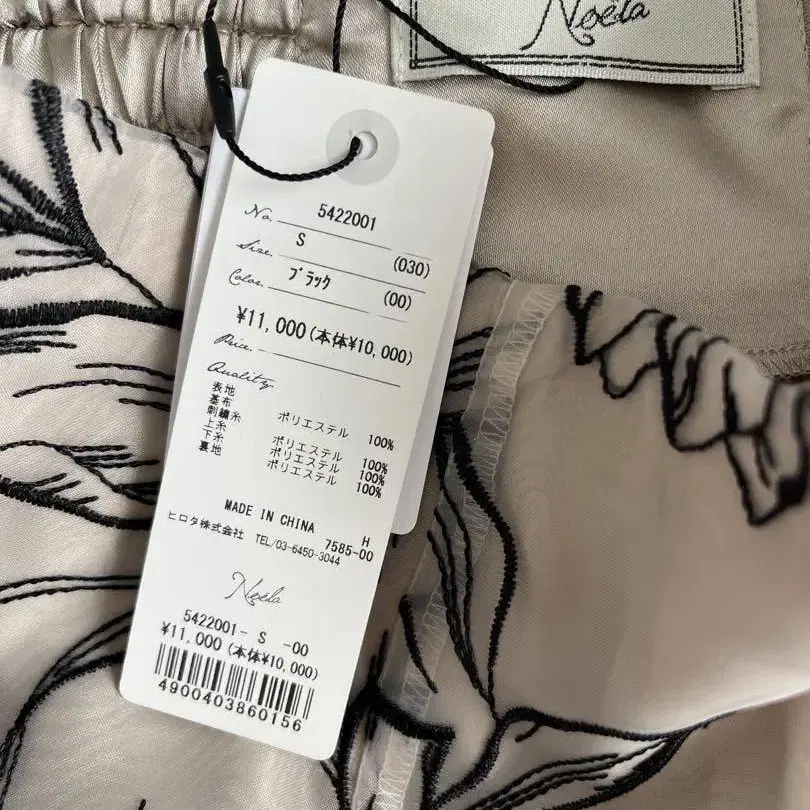 Noëla
No. 5422001
Size. S (030)
Color. ブラック (00)
¥11,000(本体¥10,000)
Price.
Quality.
表地
基布 ポリエステル 100%
刺繍糸
上糸 ポリエステル 100%
下糸 ポリエステル 100%
裏地 ポリエステル 100%
MADE IN CHINA H
ヒロタ株式会社 TEL/03-6450-3044 7585-00
Noëla
5422001- S -00
¥11,000(本体¥10,000)
4900403860156